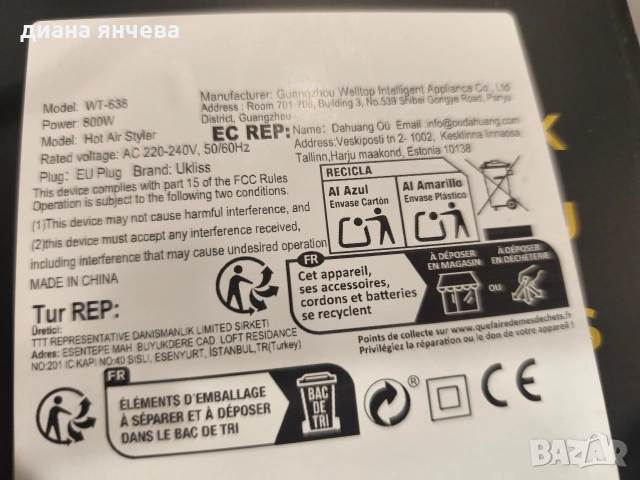 диана янчева
Model: WT-638
Power: 800W
Model: Hot Air Styler
Rated voltage: AC 220-240V, 50/60Hz
Plug: EU Plug Brand: Ukliss
This device complies with part 15 of the FCC Rules
Operation is subject to the following two conditions.
(1)This device may not cause harmful interference, and
(2)this device must accept any interference received,
including interference that may cause undesired operation
MADE IN CHINA
Manufacturer: Guangzhou Welltop Intelligent Appliance Co., Ltd
Address : Room 701-708, Building 3, No.539 Shibei Gongye Road, Panyu
District, Guangzhou
EC REP:
Name : Dahuang Oü Email :info@oudahuang.com
Address:Veskiposti tn 2- 1002, Kesklinna linnaosa,
Tallinn,Harju maakond, Estonia 10138
RECICLA
Al Azul
Envase Cartón
Al Amarillo
Envase Plástico
FR
Cet appareil,
ses accessoires,
cordons et batteries
se recyclent
À DÉPOSER
EN MAGASIN
OU
À DÉPOSER
EN DÉCHÈTERIE
Points de collecte sur www.quefairedemesdechets.fr
Privilégiez la réparation ou le don de votre appareil !
Tur REP:
Üretici:
TTT REPRESENTATIVE DANISMANLIK LIMITED SIRKETI
Adres: ESENTEPE MAH BUYUKDERE CAD LOFT RESIDANCE
NO:201 IC KAPI NO:40 SISLI, ESENYURT, İSTANBUL,TR(Turkey)
FR
ÉLÉMENTS D'EMBALLAGE
À SÉPARER ET À DÉPOSER
DANS LE BAC DE TRI
BAC
DE
TRI
®
CE
K
U
S
BAZAR